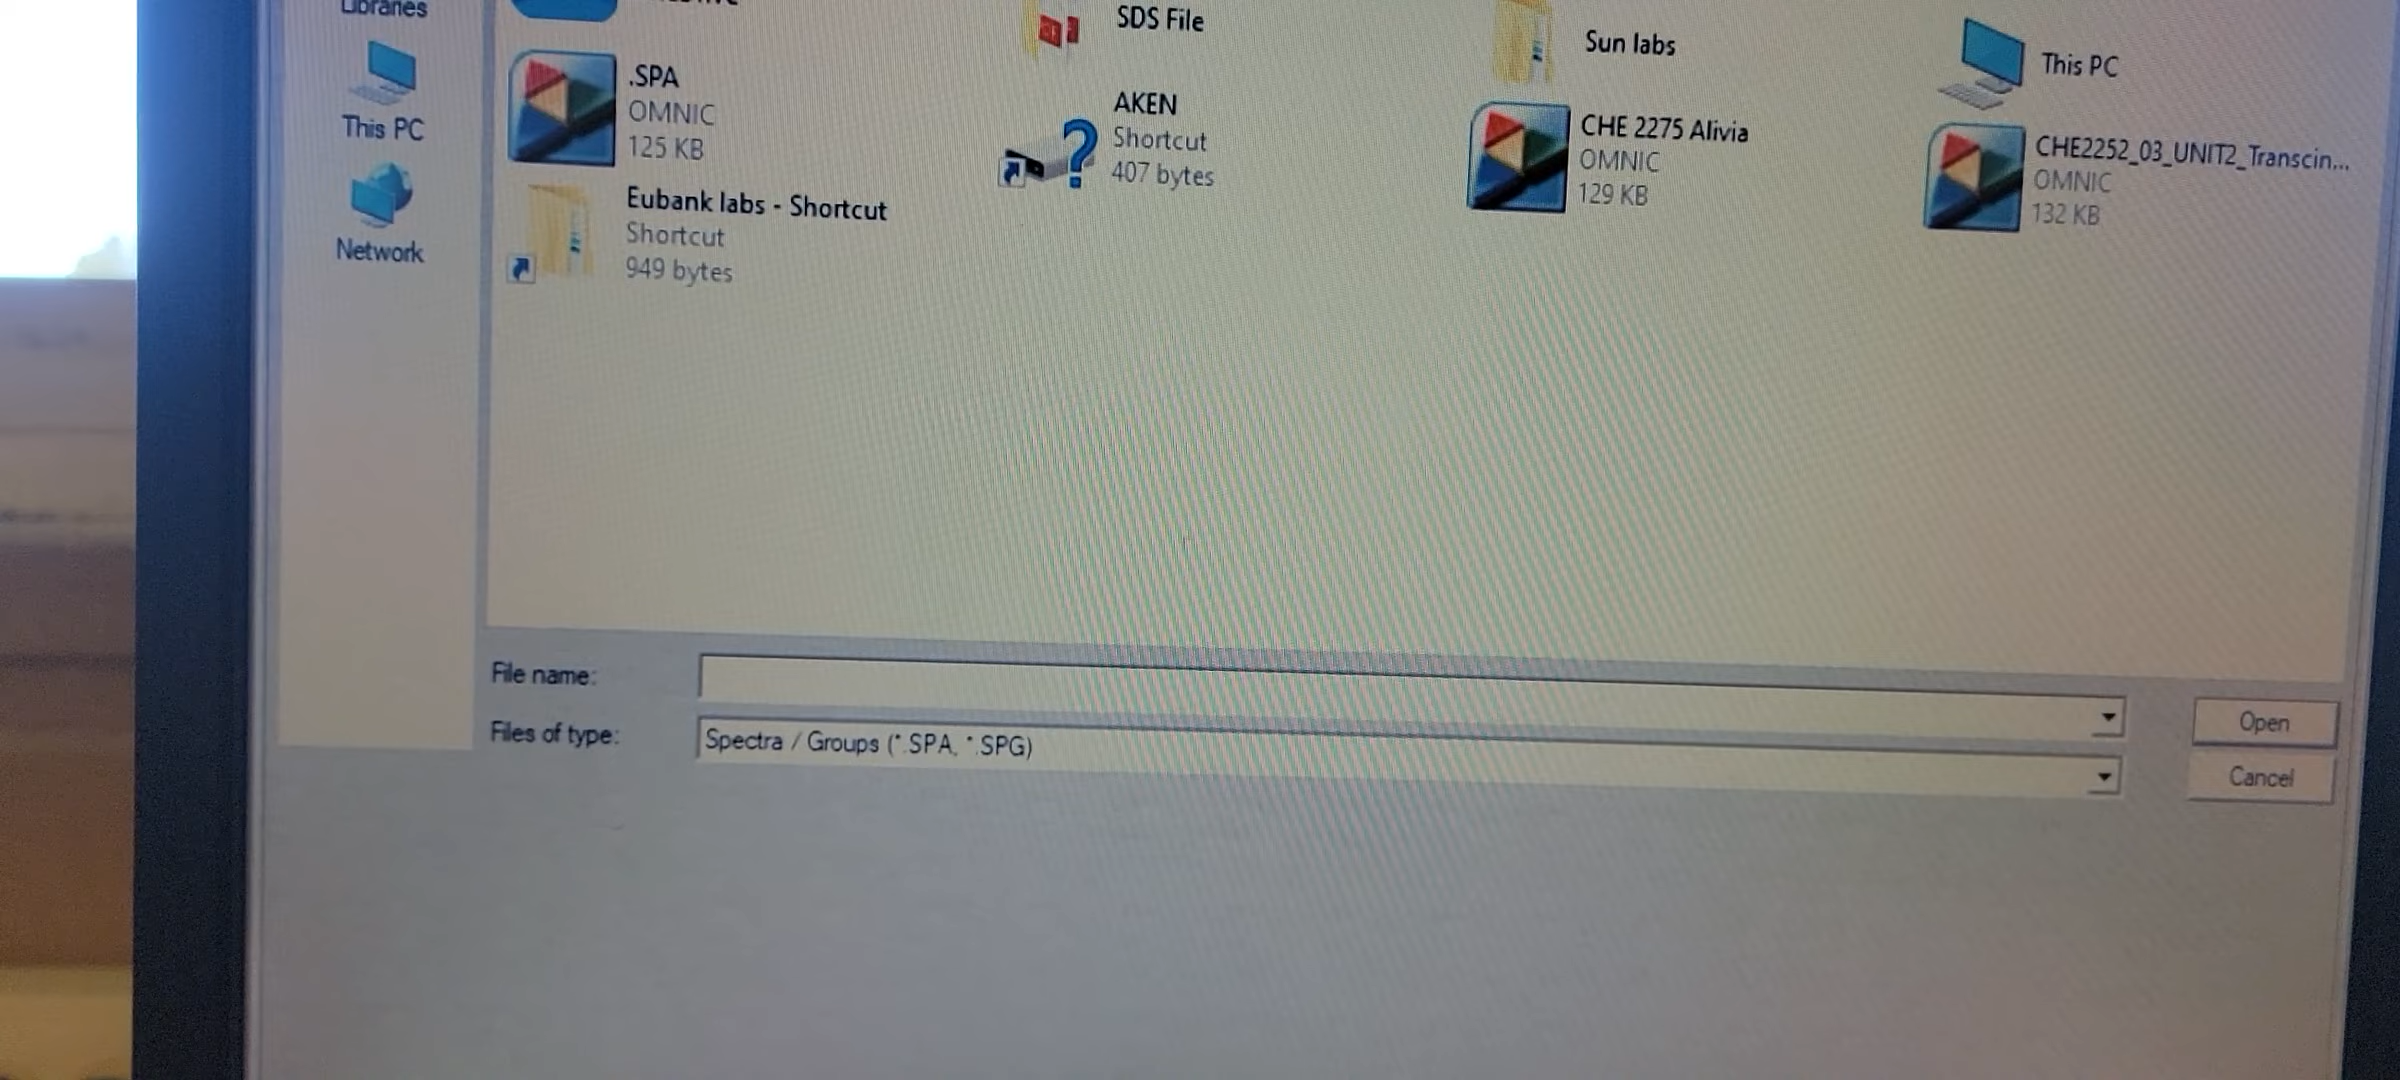 Libraries
This PC
Network
SDS File
Sun labs
This PC
.SPA
OMNIC
125 KB
AKEN
Shortcut
407 bytes
CHE 2275 Alivia
OMNIC
129 KB
CHE2252_03_UNIT2_Transcin...
OMNIC
132 KB
Eubank labs - Shortcut
Shortcut
949 bytes
File name:
Files of type:
Spectra / Groups (*.SPA, *.SPG)
Open
Cancel